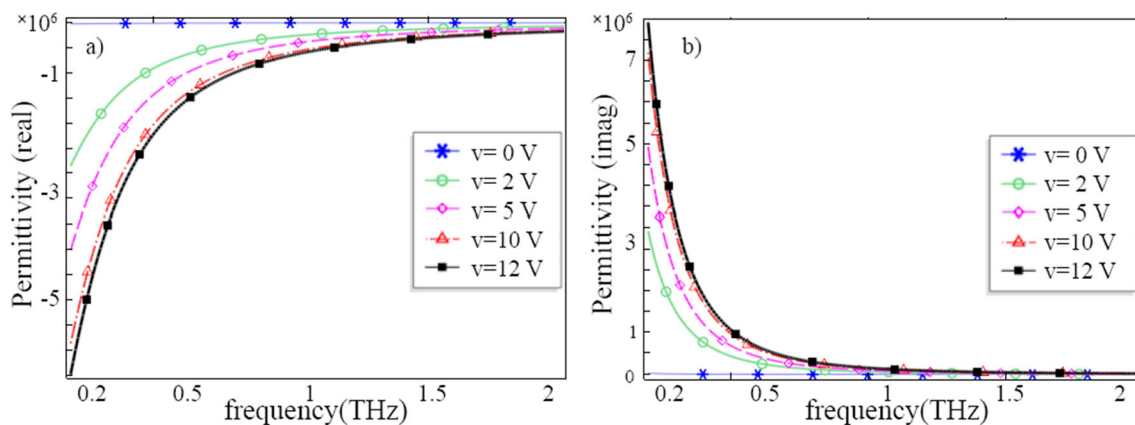 ×10⁶
a)
-1
-3
-5
Permittivity (real)
v= 0 V
v= 2 V
v= 5 V
v=10 V
v=12 V
0.2 0.5 1 1.5 2
frequency(THz)
×10⁶
b)
7
5
3
1
0
Permittivity (imag)
v= 0 V
v= 2 V
v= 5 V
v=10 V
v=12 V
0.2 0.5 1 1.5 2
frequency(THz)